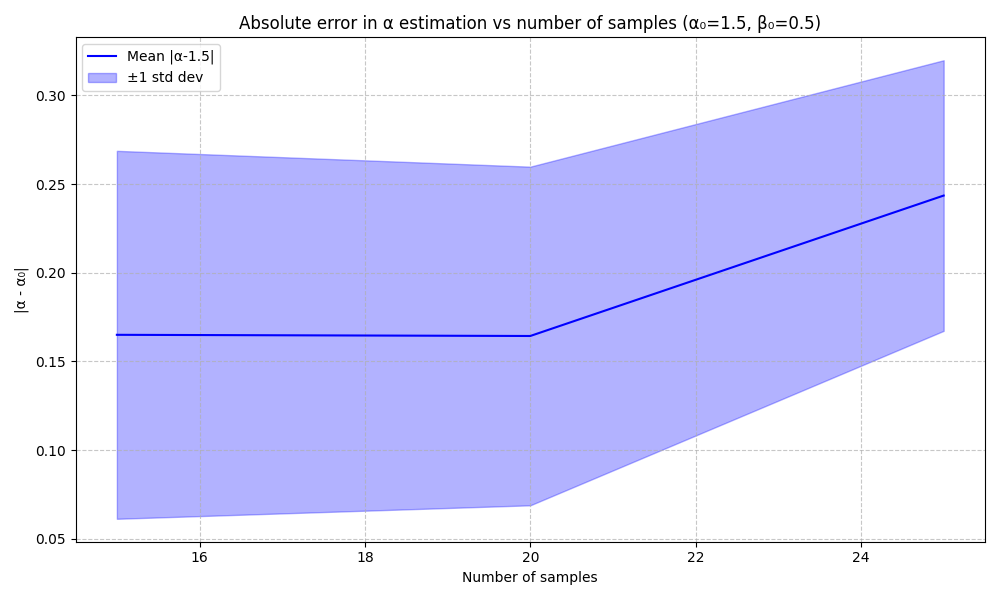 Absolute error in α estimation vs number of samples (α₀=1.5, β₀=0.5)
Mean |α-1.5|
±1 std dev
|α - α₀|
0.30
0.25
0.20
0.15
0.10
0.05
16 18 20 22 24
Number of samples